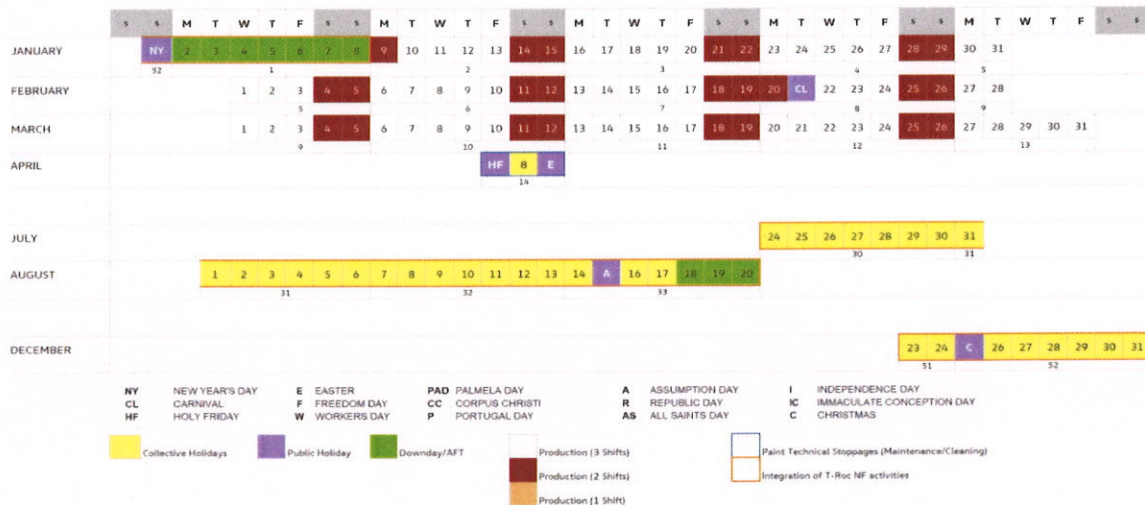 s s M T W T F s s M T W T F s s M T W T F s s M T W T F s s M T W T F s s
JANUARY NY 2 3 4 5 6 7 8 9 10 11 12 13 14 15 16 17 18 19 20 21 22 23 24 25 26 27 28 29 30 31
52 1 2 3 4 5
FEBRUARY 1 2 3 4 5 6 7 8 9 10 11 12 13 14 15 16 17 18 19 20 CL 22 23 24 25 26 27 28
5 6 7 8 9
MARCH 1 2 3 4 5 6 7 8 9 10 11 12 13 14 15 16 17 18 19 20 21 22 23 24 25 26 27 28 29 30 31
9 10 11 12 13
APRIL HF 8 E
14
JULY 24 25 26 27 28 29 30 31
30 31
AUGUST 1 2 3 4 5 6 7 8 9 10 11 12 13 14 A 16 17 18 19 20
31 32 33
DECEMBER 23 24 C 26 27 28 29 30 31
51 52
NY NEW YEAR'S DAY E EASTER PAD PALMELA DAY A ASSUMPTION DAY I INDEPENDENCE DAY
CL CARNIVAL F FREEDOM DAY CC CORPUS CHRISTI R REPUBLIC DAY IC IMMACULATE CONCEPTION DAY
HF HOLY FRIDAY W WORKERS DAY P PORTUGAL DAY AS ALL SAINTS DAY C CHRISTMAS
Collective Holidays Public Holiday Downday/AFT Production (3 Shifts) Paint Technical Stoppages (Maintenance/Cleaning)
Production (2 Shifts) Integration of T-Roc NF activities
Production (1 Shift)